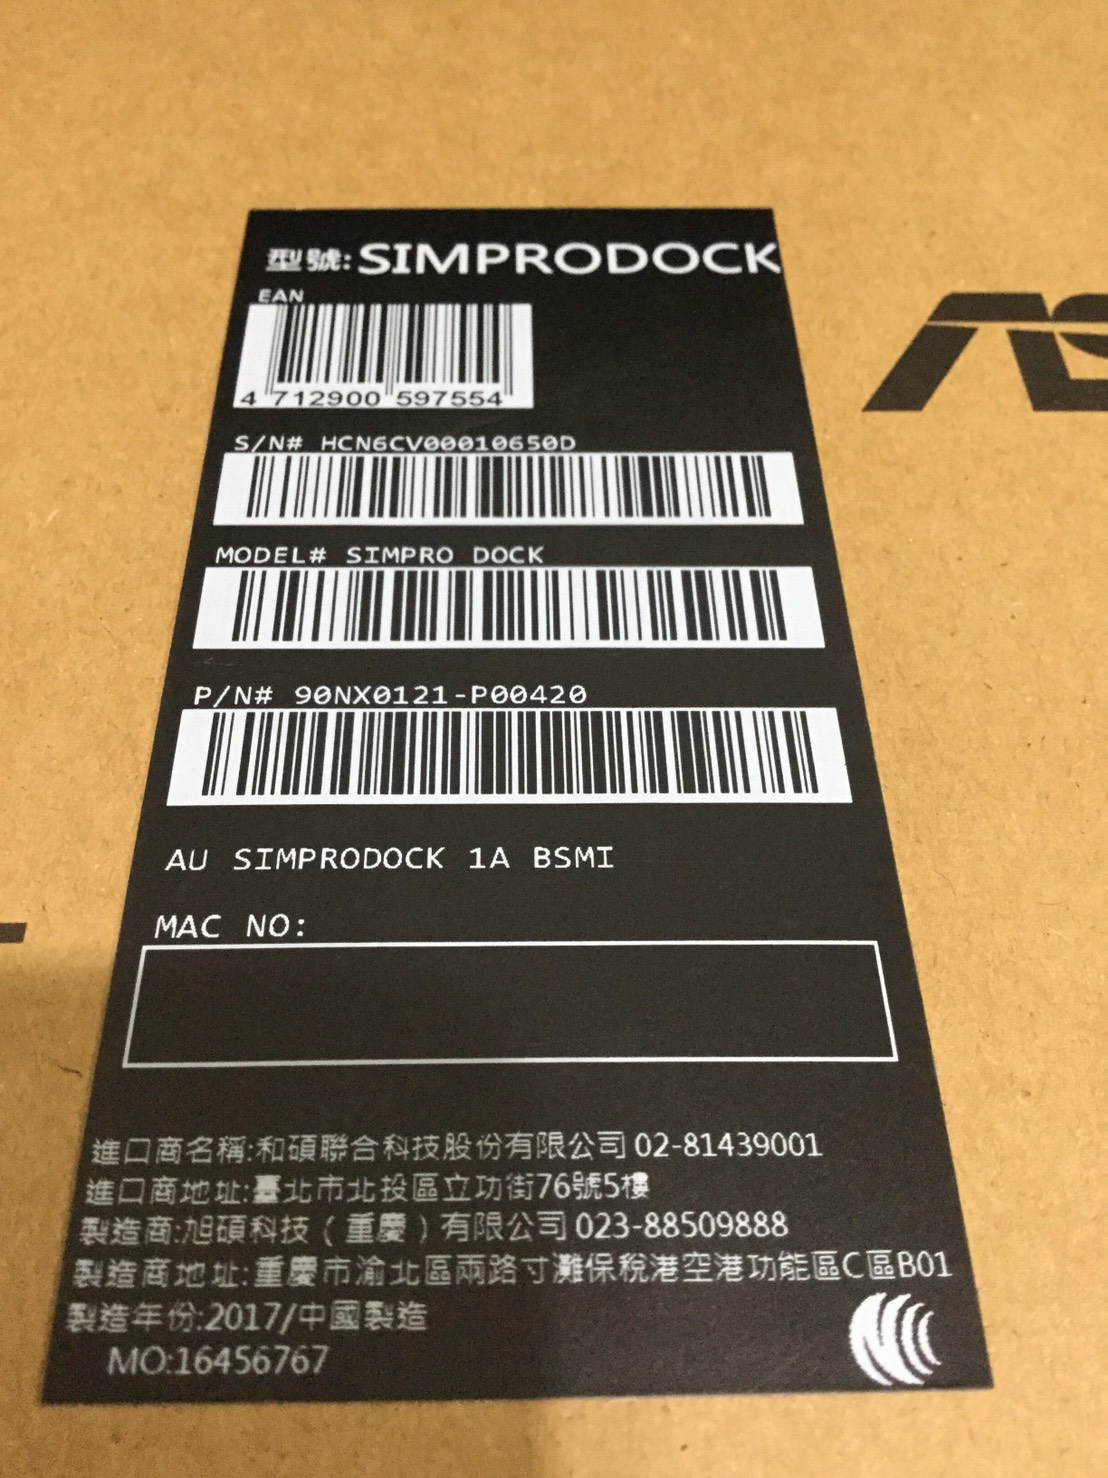 型號: SIMPRODOCK
EAN
4 712900 597554
S/N# HCN6CV00010650D
MODEL# SIMPRO DOCK
P/N# 90NX0121-P00420
AU SIMPRODOCK 1A BSMI
MAC NO:
進口商名稱:和碩聯合科技股份有限公司 02-81439001
進口商地址:臺北市北投區立功街76號5樓
製造商:旭碩科技（重慶）有限公司 023-88509888
製造商地址:重慶市渝北區兩路寸灘保稅港空港功能區C區B01
製造年份:2017/中國製造
MO:16456767